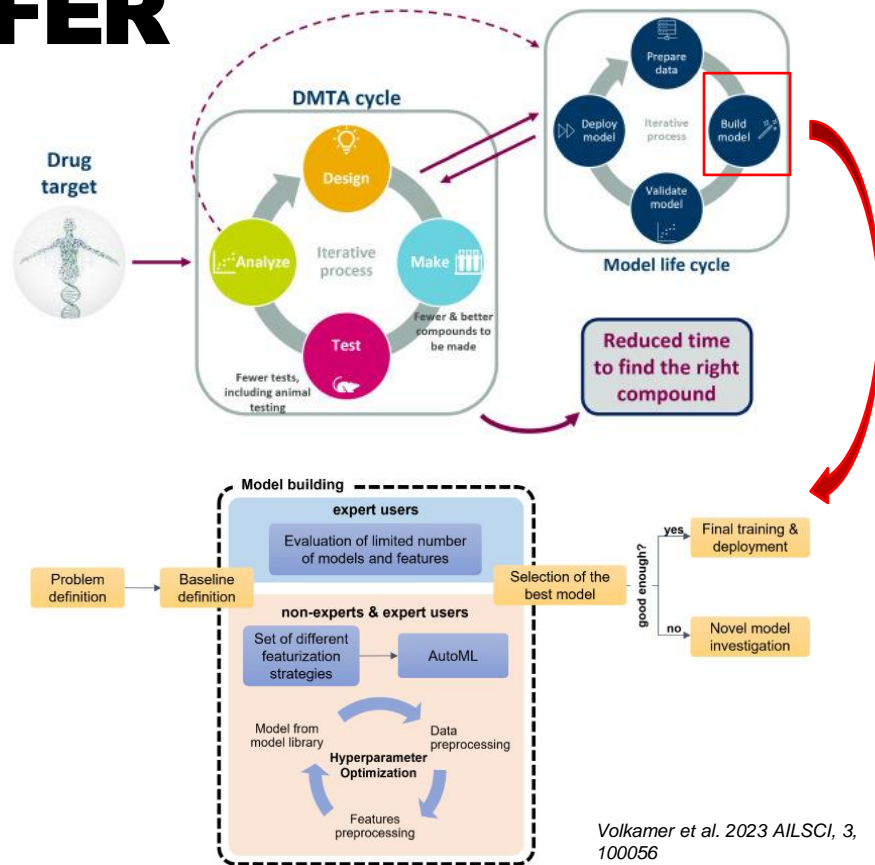 DMTA cycle
Drug
target
Design
Analyze
Iterative
process
Make
Test
Fewer & better
compounds to
be made
Fewer tests,
including animal
testing
Prepare
data
Deploy
model
Iterative
process
Build
model
Validate
model
Model life cycle
Reduced time
to find the right
compound
Model building
expert users
Evaluation of limited number
of models and features
Problem
definition
Baseline
definition
non-experts & expert users
Set of different
featurization
strategies
AutoML
Model from
model library
Data
preprocessing
Hyperparameter
Optimization
Features
preprocessing
Selection of the
best model
good enough?
yes
Final training &
deployment
no
Novel model
investigation
Volkamer et al. 2023 AILSCI, 3,
100056